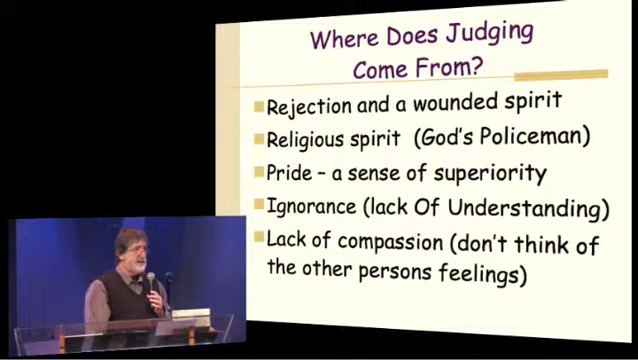 Where Does Judging
Come From?
Rejection and a wounded spirit
Religious spirit (God's Policeman)
Pride - a sense of superiority
Ignorance (lack Of Understanding)
Lack of compassion (don't think of
the other persons feelings)